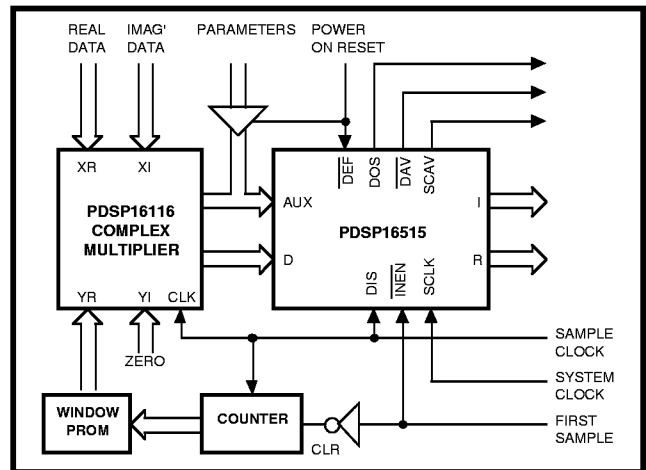 REAL DATA
IMAG' DATA
PARAMETERS
POWER ON RESET
XR
XI
PDSP16116
COMPLEX
MULTIPLIER
YR
YI
CLK
ZERO
DEF
DOS
DAV
SCAV
AUX
I
PDSP16515
D
R
DIS
INEN
SCLK
SAMPLE
CLOCK
SYSTEM
CLOCK
FIRST
SAMPLE
WINDOW
PROM
COUNTER
CLR